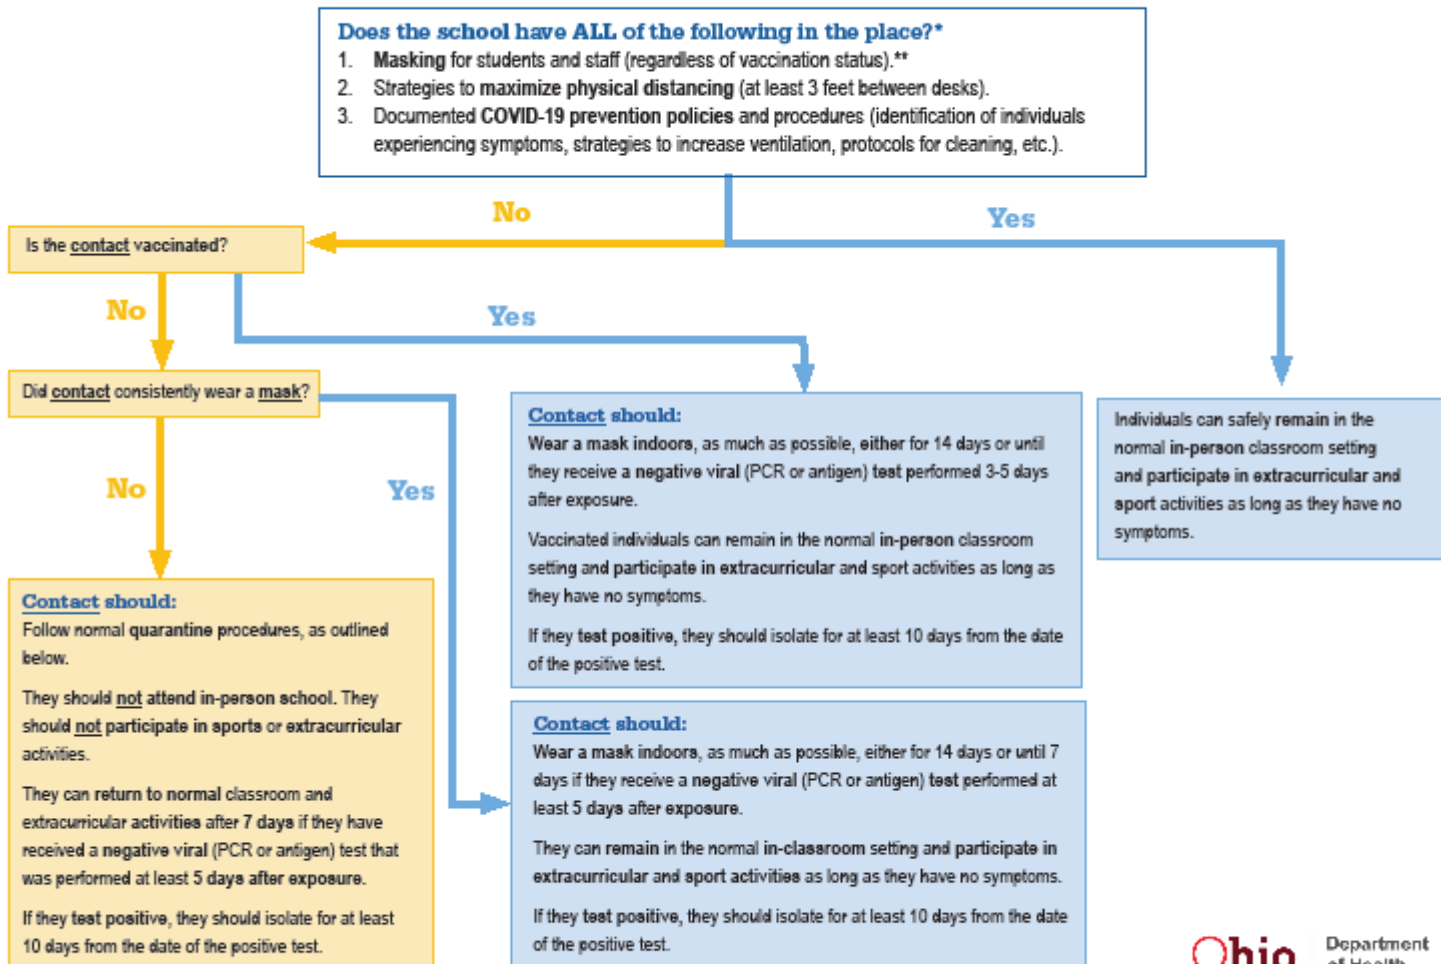 Does the school have ALL of the following in the place?*
1. Masking for students and staff (regardless of vaccination status).**
2. Strategies to maximize physical distancing (at least 3 feet between desks).
3. Documented COVID-19 prevention policies and procedures (identification of individuals
experiencing symptoms, strategies to increase ventilation, protocols for cleaning, etc.).
No
Yes
Is the contact vaccinated?
No
Yes
Did contact consistently wear a mask?
No
Yes
Contact should:
Wear a mask indoors, as much as possible, either for 14 days or until
they receive a negative viral (PCR or antigen) test performed 3-5 days
after exposure.
Vaccinated individuals can remain in the normal in-person classroom
setting and participate in extracurricular and sport activities as long as
they have no symptoms.
If they test positive, they should isolate for at least 10 days from the date
of the positive test.
Individuals can safely remain in the
normal in-person classroom setting
and participate in extracurricular and
sport activities as long as they have no
symptoms.
Contact should:
Follow normal quarantine procedures, as outlined
below.
They should not attend in-person school. They
should not participate in sports or extracurricular
activities.
They can return to normal classroom and
extracurricular activities after 7 days if they have
received a negative viral (PCR or antigen) test that
was performed at least 5 days after exposure.
If they test positive, they should isolate for at least
10 days from the date of the positive test.
Contact should:
Wear a mask indoors, as much as possible, either for 14 days or until 7
days if they receive a negative viral (PCR or antigen) test performed at
least 5 days after exposure.
They can remain in the normal in-classroom setting and participate in
extracurricular and sport activities as long as they have no symptoms.
If they test positive, they should isolate for at least 10 days from the date
of the positive test.
Ohio
Department
of Health